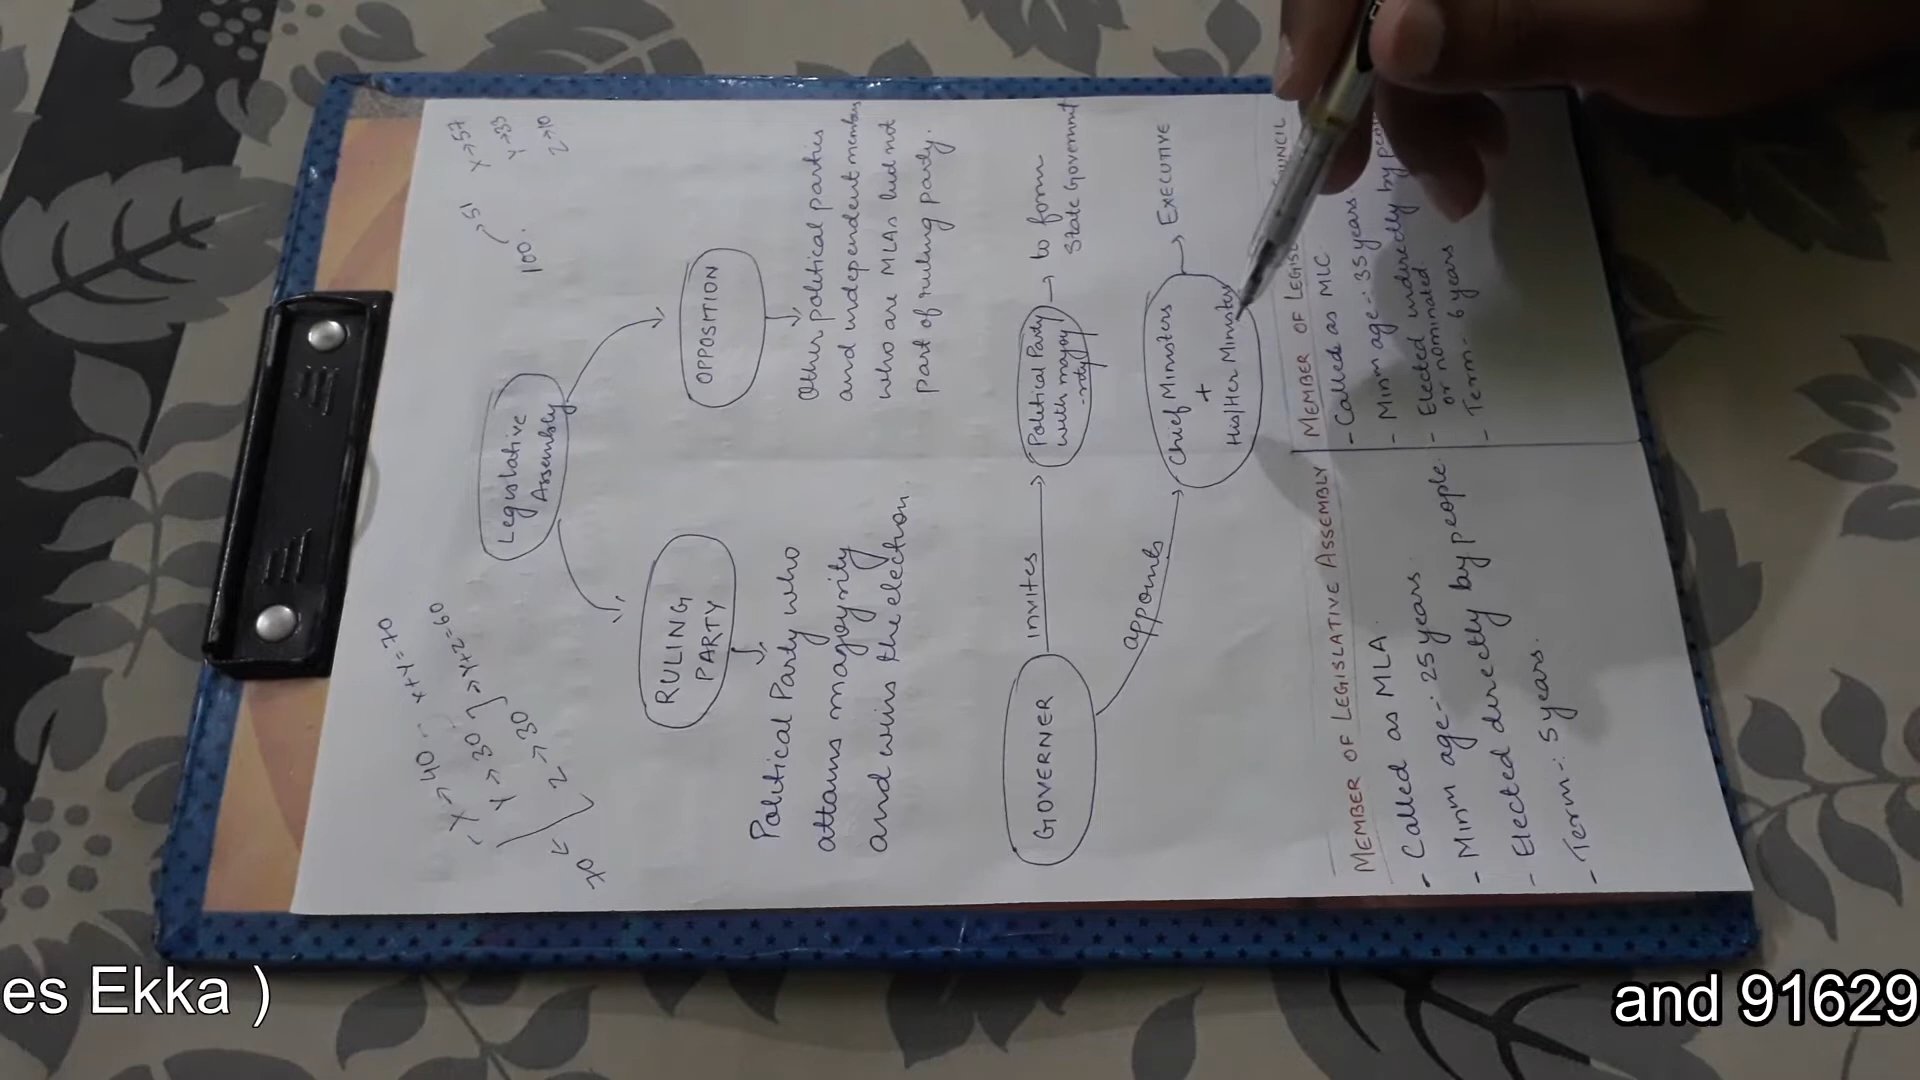 x→40.. x+y=70
y→30 ] →y+z=60
z→30
70
100.
51
x→57
y→33
z→10
Legislative
Assembly
RULING
PARTY
OPPOSITION
Political Party who
attains magoyrity
and wins the election.
Other political parties
and independent members
who are MLAs but not
part of ruling party.
GOVERNER
invites
Political Party
with majoy
-rity
to form
State Government
appoints
Chief Ministers
+
His/Her Ministers
EXECUTIVE
MEMBER OF LEGISLATIVE ASSEMBLY
- Called as MLA.
- Minm age-: 25 years.
- Elected directly by people.
- Term-: 5 years.
MEMBER OF LEGISL COUNCIL
- Called as MLC
- Minm age-: 35 years
- Elected indirectly by
or nominated.
- Term- 6 years
es Ekka )
and 91629